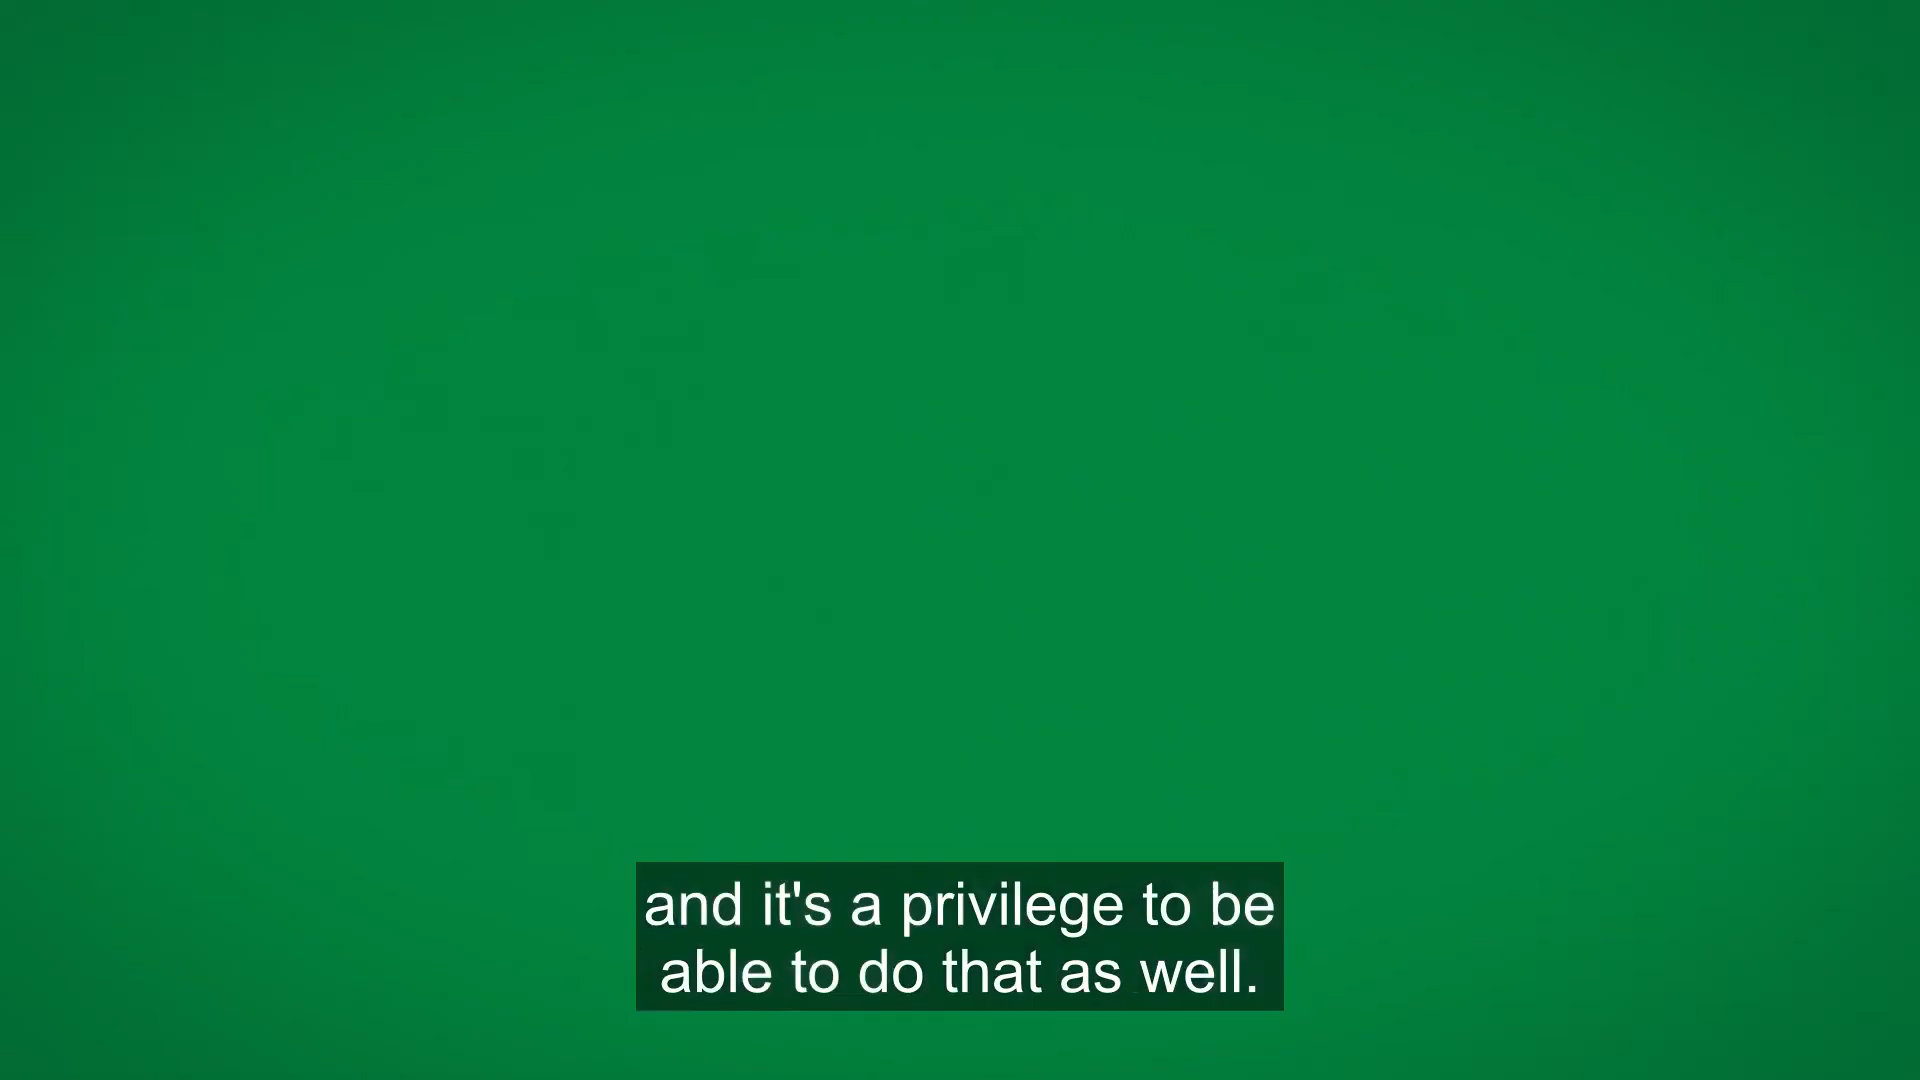 and it's a privilege to be
able to do that as well.